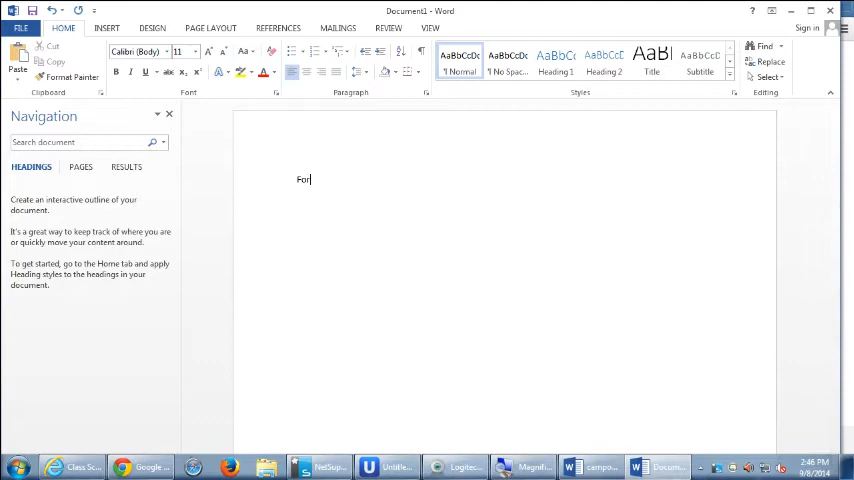 Document1 - Word
FILE HOME INSERT DESIGN PAGE LAYOUT REFERENCES MAILINGS REVIEW VIEW Sign in
Paste Cut Copy Format Painter
Calibri (Body) 11 Aa
B I U abc X₂ X² A A
AaBbCcDc AaBbCcDc AaBbCc AaBbCcC AaBl AaBbCcC
¶ Normal ¶ No Spac... Heading 1 Heading 2 Title Subtitle
Find Replace Select
Clipboard Font Paragraph Styles Editing
Navigation
Search document
HEADINGS PAGES RESULTS
Create an interactive outline of your
document.
It's a great way to keep track of where you are
or quickly move your content around.
To get started, go to the Home tab and apply
Heading styles to the headings in your
document.
For
Class Sc... Google ... NetSup... Untitle... Logitec... Magnifi... campo... Docum...
2:46 PM
9/8/2014